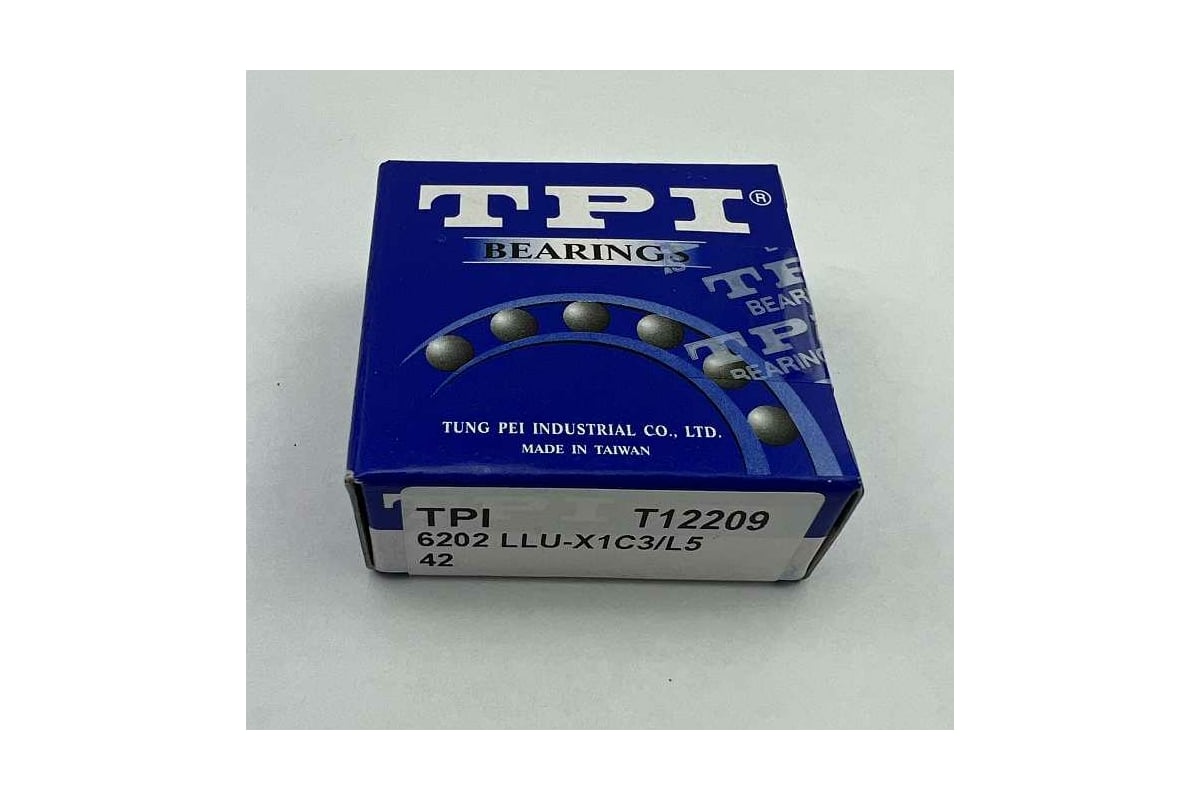 TPI®
BEARINGS
TPI
BEARING
TPI
BEARING
TUNG PEI INDUSTRIAL CO., LTD.
MADE IN TAIWAN
TPI T12209
6202 LLU-X1C3/L5
42